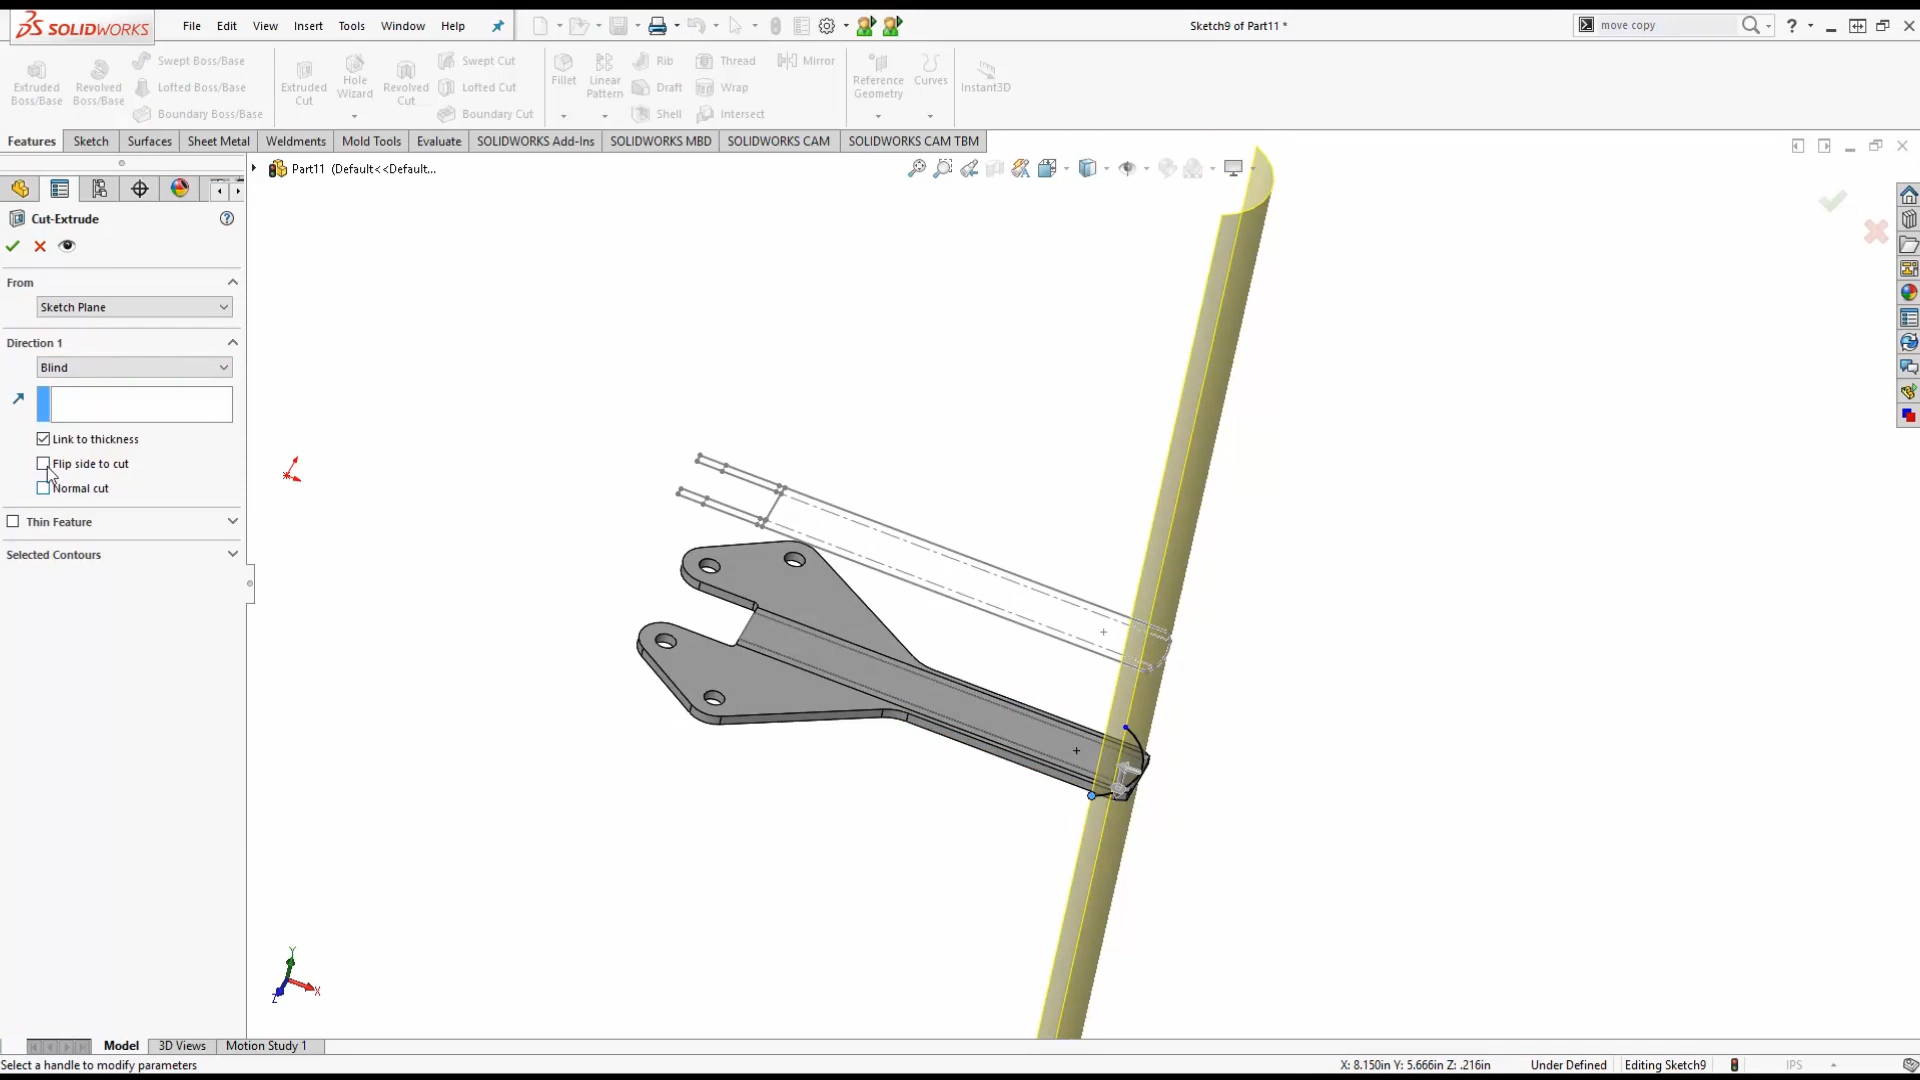 SOLIDWORKS
File Edit View Insert Tools Window Help
Sketch9 of Part11 *
move copy
Extruded Boss/Base
Revolved Boss/Base
Swept Boss/Base
Lofted Boss/Base
Boundary Boss/Base
Extruded Cut
Hole Wizard
Revolved Cut
Swept Cut
Lofted Cut
Boundary Cut
Fillet
Linear Pattern
Rib
Draft
Shell
Thread
Wrap
Intersect
Mirror
Reference Geometry
Curves
Instant3D
Features Sketch Surfaces Sheet Metal Weldments Mold Tools Evaluate SOLIDWORKS Add-Ins SOLIDWORKS MBD SOLIDWORKS CAM SOLIDWORKS CAM TBM
Part11 (Default<<Default...
Cut-Extrude
From
Sketch Plane
Direction 1
Blind
Link to thickness
Flip side to cut
Normal cut
Thin Feature
Selected Contours
Y
X
Z
Model 3D Views Motion Study 1
Select a handle to modify parameters
X: 8.150in Y: 5.666in Z: .216in Under Defined Editing Sketch9 IPS